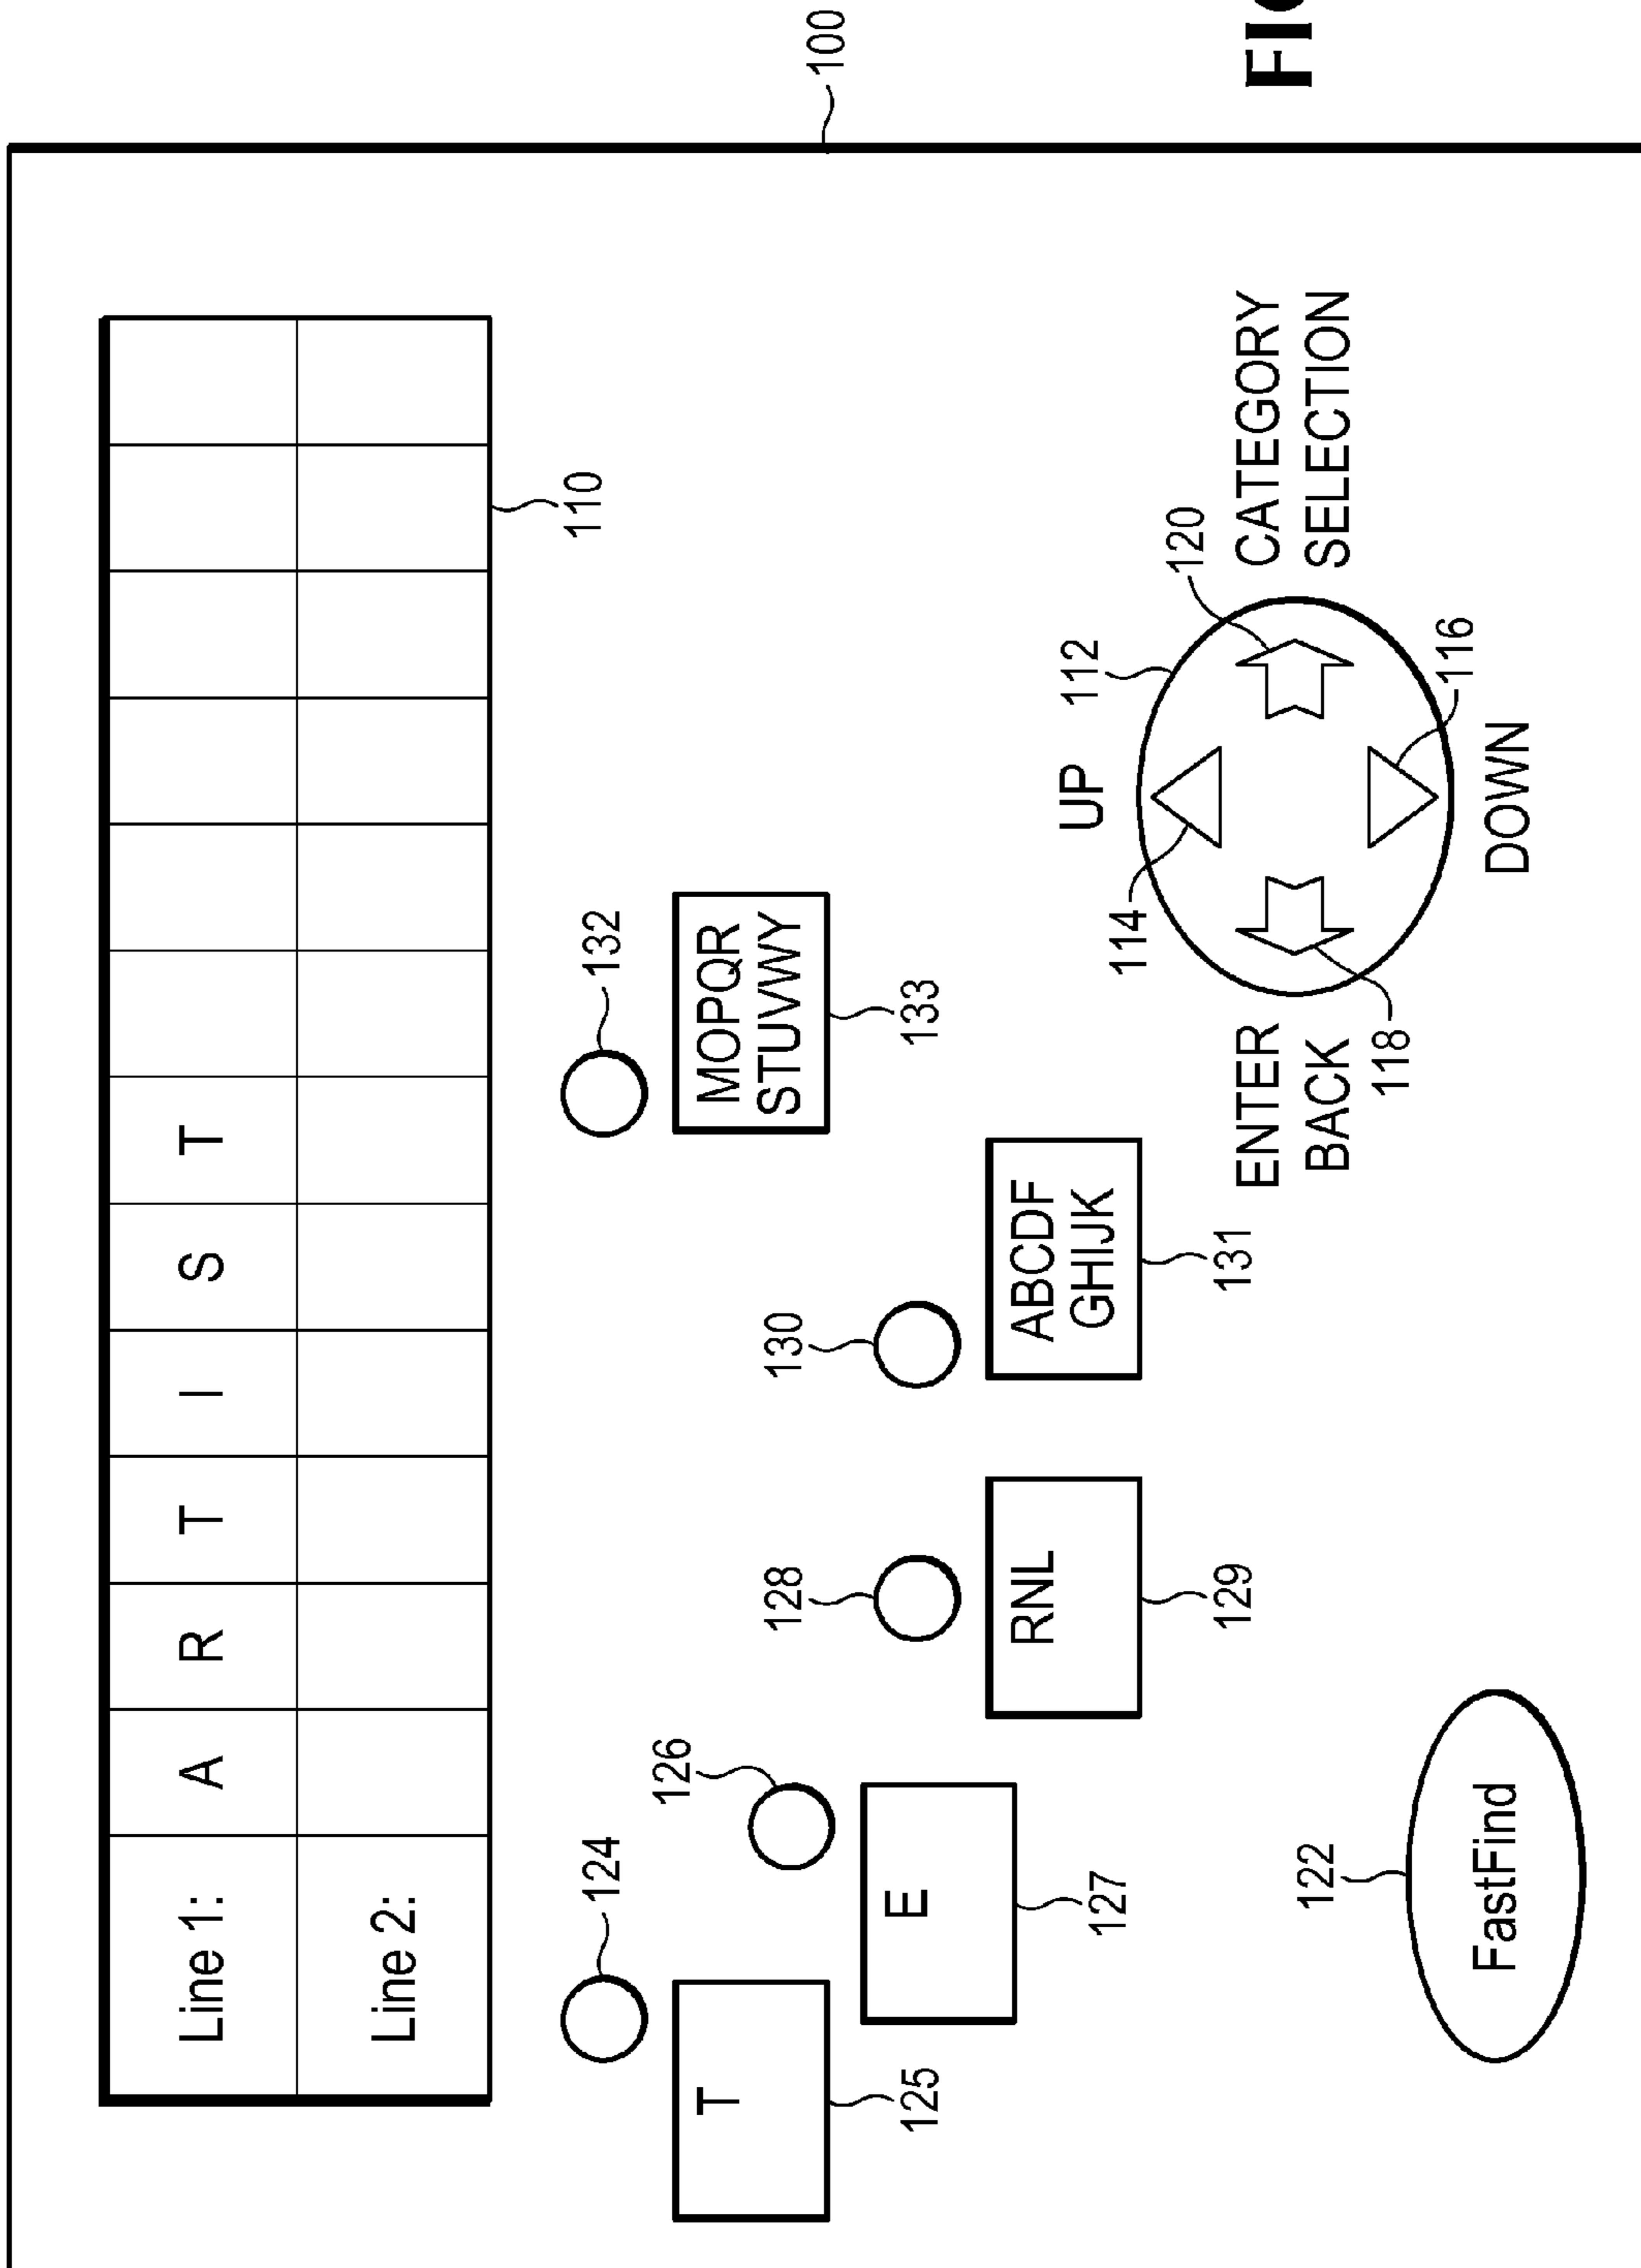 Line 1: A R T I S T
Line 2:
110
124
132
T
125
126
E
127
MOPQR
STUVWY
133
128
RNL
129
130
ABCDF
GHIJK
131
UP
112
114
120
ENTER
BACK
118
CATEGORY
SELECTION
116
DOWN
122
FastFind
100